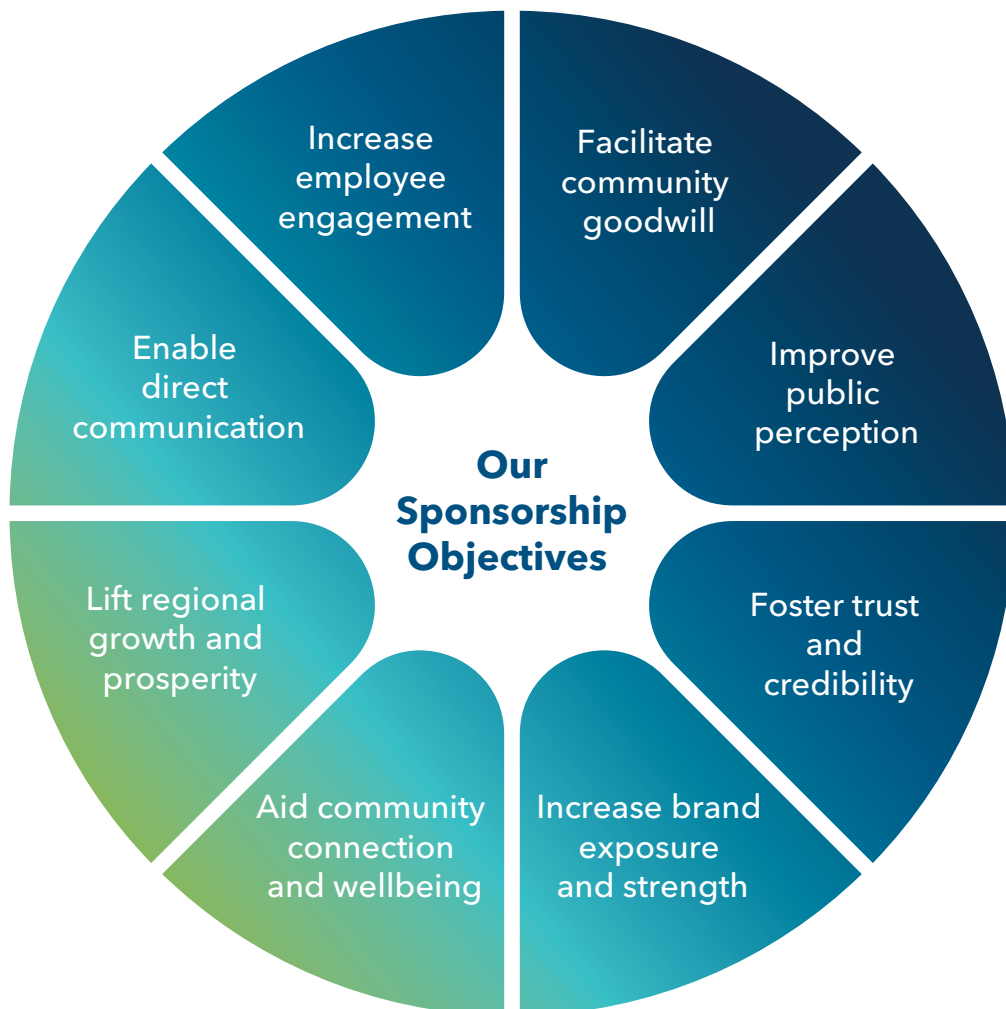 Increase
employee
engagement
Facilitate
community
goodwill
Improve
public
perception
Foster trust
and
credibility
Increase brand
exposure
and strength
Aid community
connection
and wellbeing
Lift regional
growth and
prosperity
Enable
direct
communication
Our
Sponsorship
Objectives